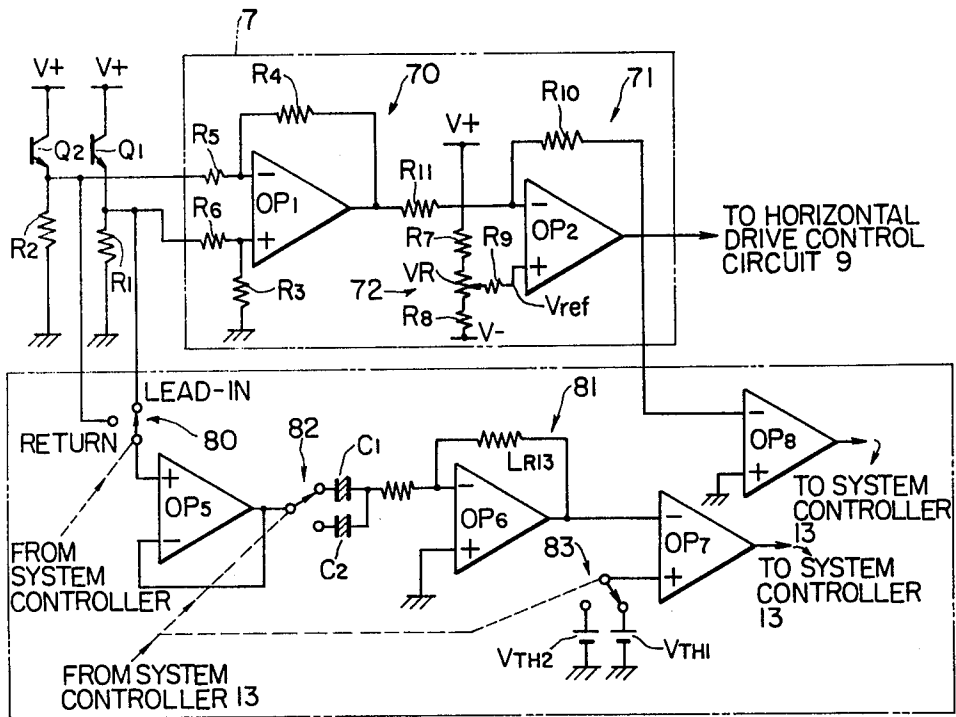 7
V+
V+
R4
70
71
R10
Q2
Q1
R5
V+
R11
OP1
OP2
R6
R7
R9
TO HORIZONTAL
DRIVE CONTROL
CIRCUIT 9
R2
R1
R3
VR
72
Vref
R8
V-
LEAD-IN
80
RETURN
82
C1
81
LR13
OP8
OP5
OP6
C2
OP7
83
TO SYSTEM
CONTROLLER
13
TO SYSTEM
CONTROLLER
13
FROM
SYSTEM
CONTROLLER
VTH2
VTH1
FROM SYSTEM
CONTROLLER 13